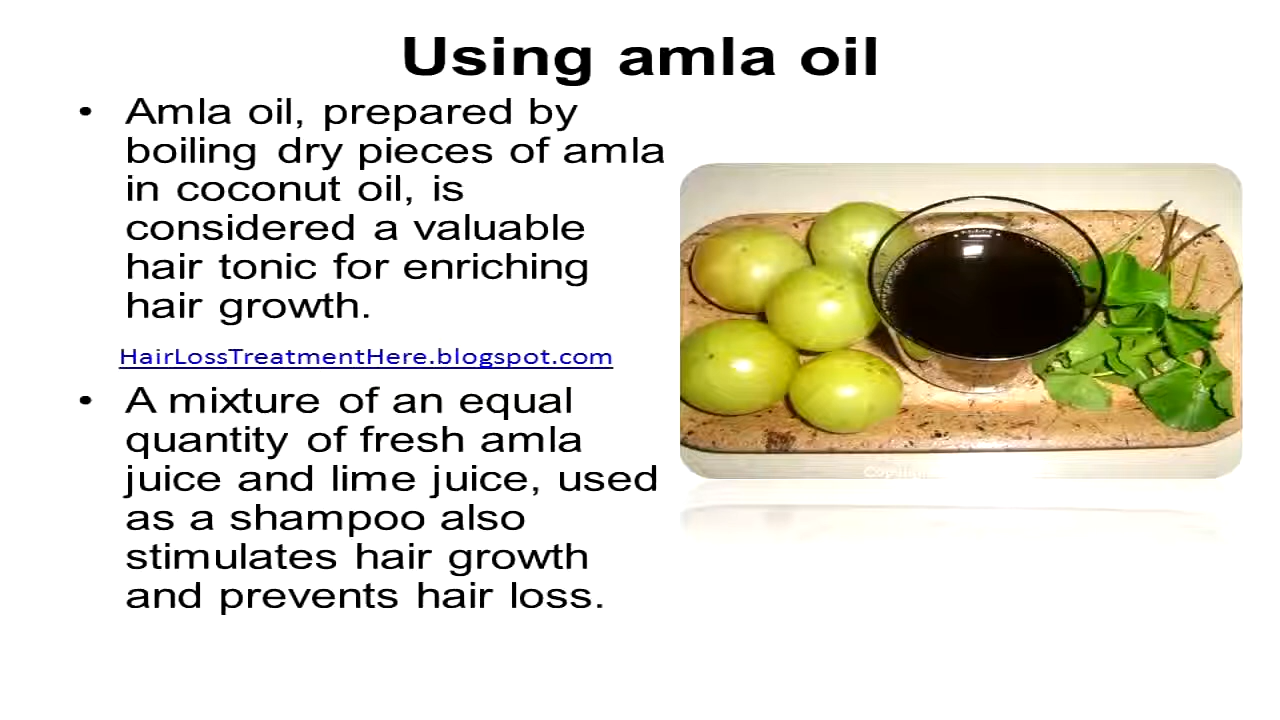 Using amla oil
• Amla oil, prepared by
boiling dry pieces of amla
in coconut oil, is
considered a valuable
hair tonic for enriching
hair growth.
HairLossTreatmentHere.blogspot.com
• A mixture of an equal
quantity of fresh amla
juice and lime juice, used
as a shampoo also
stimulates hair growth
and prevents hair loss.